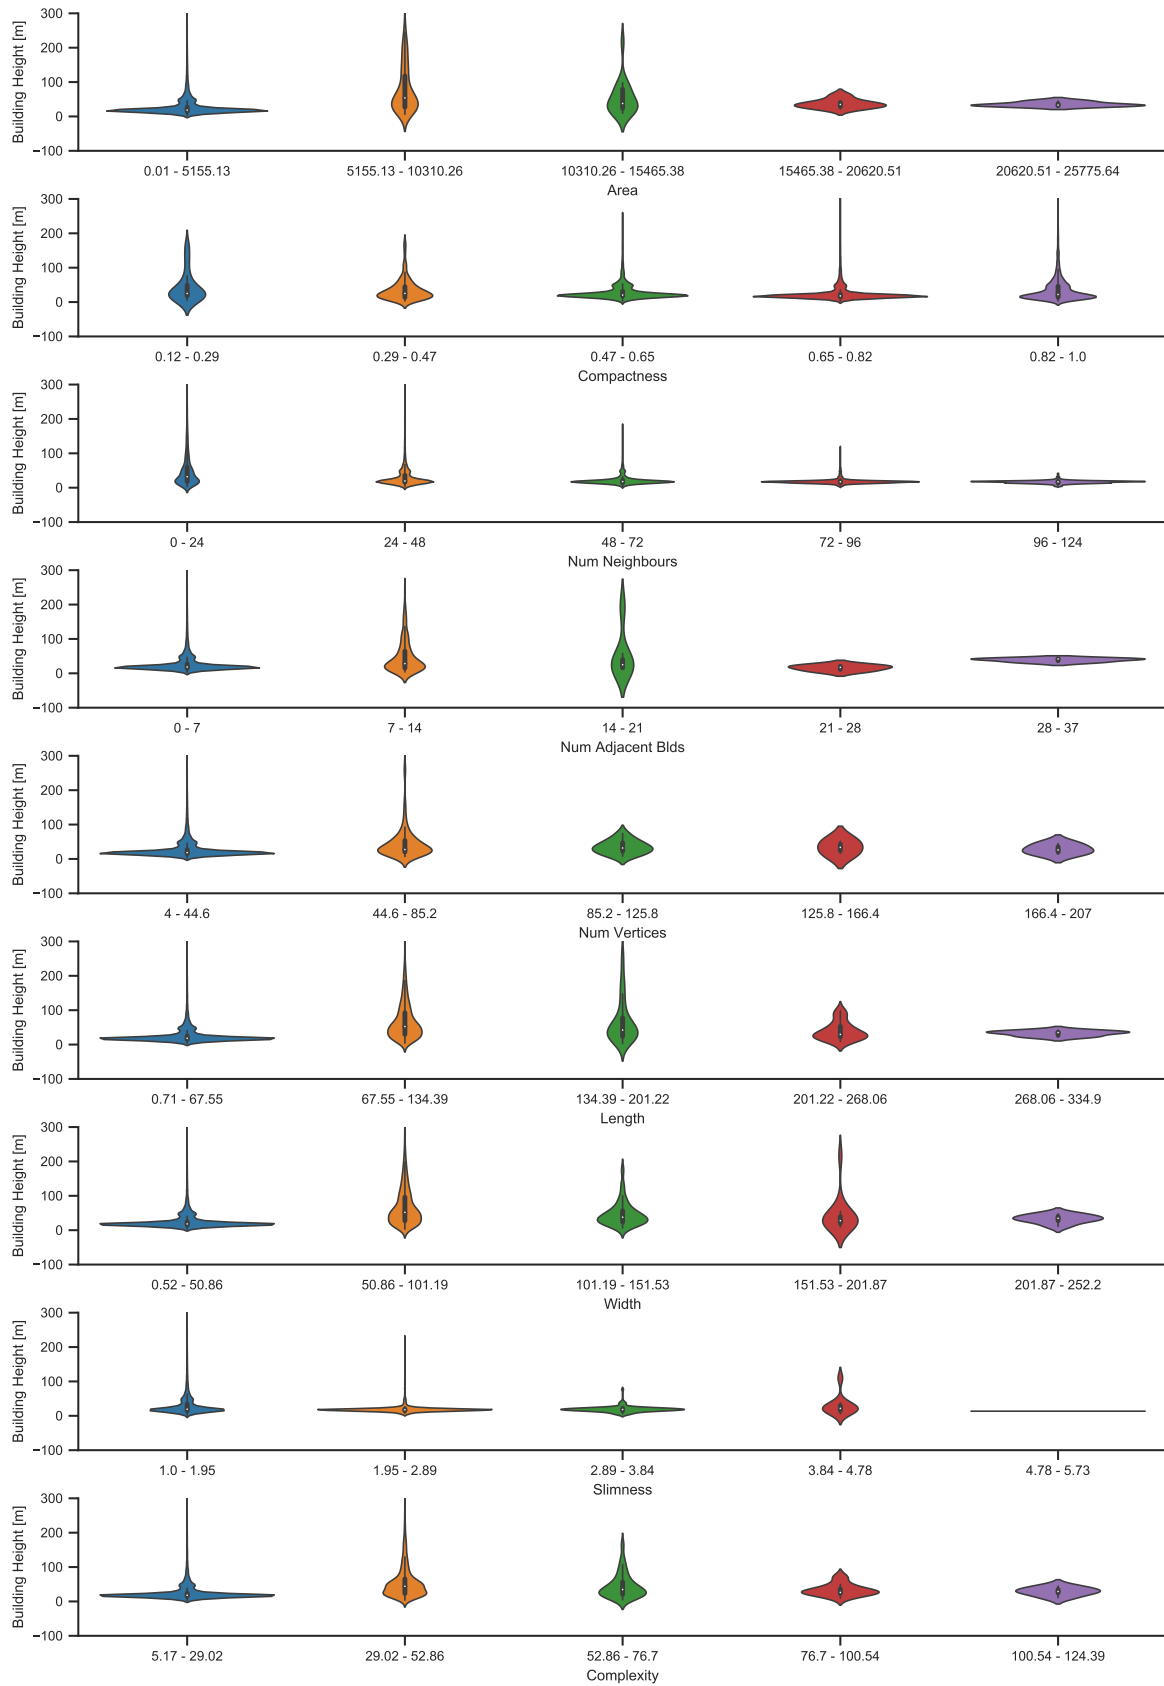 300
200
100
0
−100
Building Height [m]
0.01 - 5155.13
5155.13 - 10310.26
10310.26 - 15465.38
15465.38 - 20620.51
20620.51 - 25775.64
Area
300
200
100
0
−100
Building Height [m]
0.12 - 0.29
0.29 - 0.47
0.47 - 0.65
0.65 - 0.82
0.82 - 1.0
Compactness
300
200
100
0
−100
Building Height [m]
0 - 24
24 - 48
48 - 72
72 - 96
96 - 124
Num Neighbours
300
200
100
0
−100
Building Height [m]
0 - 7
7 - 14
14 - 21
21 - 28
28 - 37
Num Adjacent Blds
300
200
100
0
−100
Building Height [m]
4 - 44.6
44.6 - 85.2
85.2 - 125.8
125.8 - 166.4
166.4 - 207
Num Vertices
300
200
100
0
−100
Building Height [m]
0.71 - 67.55
67.55 - 134.39
134.39 - 201.22
201.22 - 268.06
268.06 - 334.9
Length
300
200
100
0
−100
Building Height [m]
0.52 - 50.86
50.86 - 101.19
101.19 - 151.53
151.53 - 201.87
201.87 - 252.2
Width
300
200
100
0
−100
Building Height [m]
1.0 - 1.95
1.95 - 2.89
2.89 - 3.84
3.84 - 4.78
4.78 - 5.73
Slimness
300
200
100
0
−100
Building Height [m]
5.17 - 29.02
29.02 - 52.86
52.86 - 76.7
76.7 - 100.54
100.54 - 124.39
Complexity